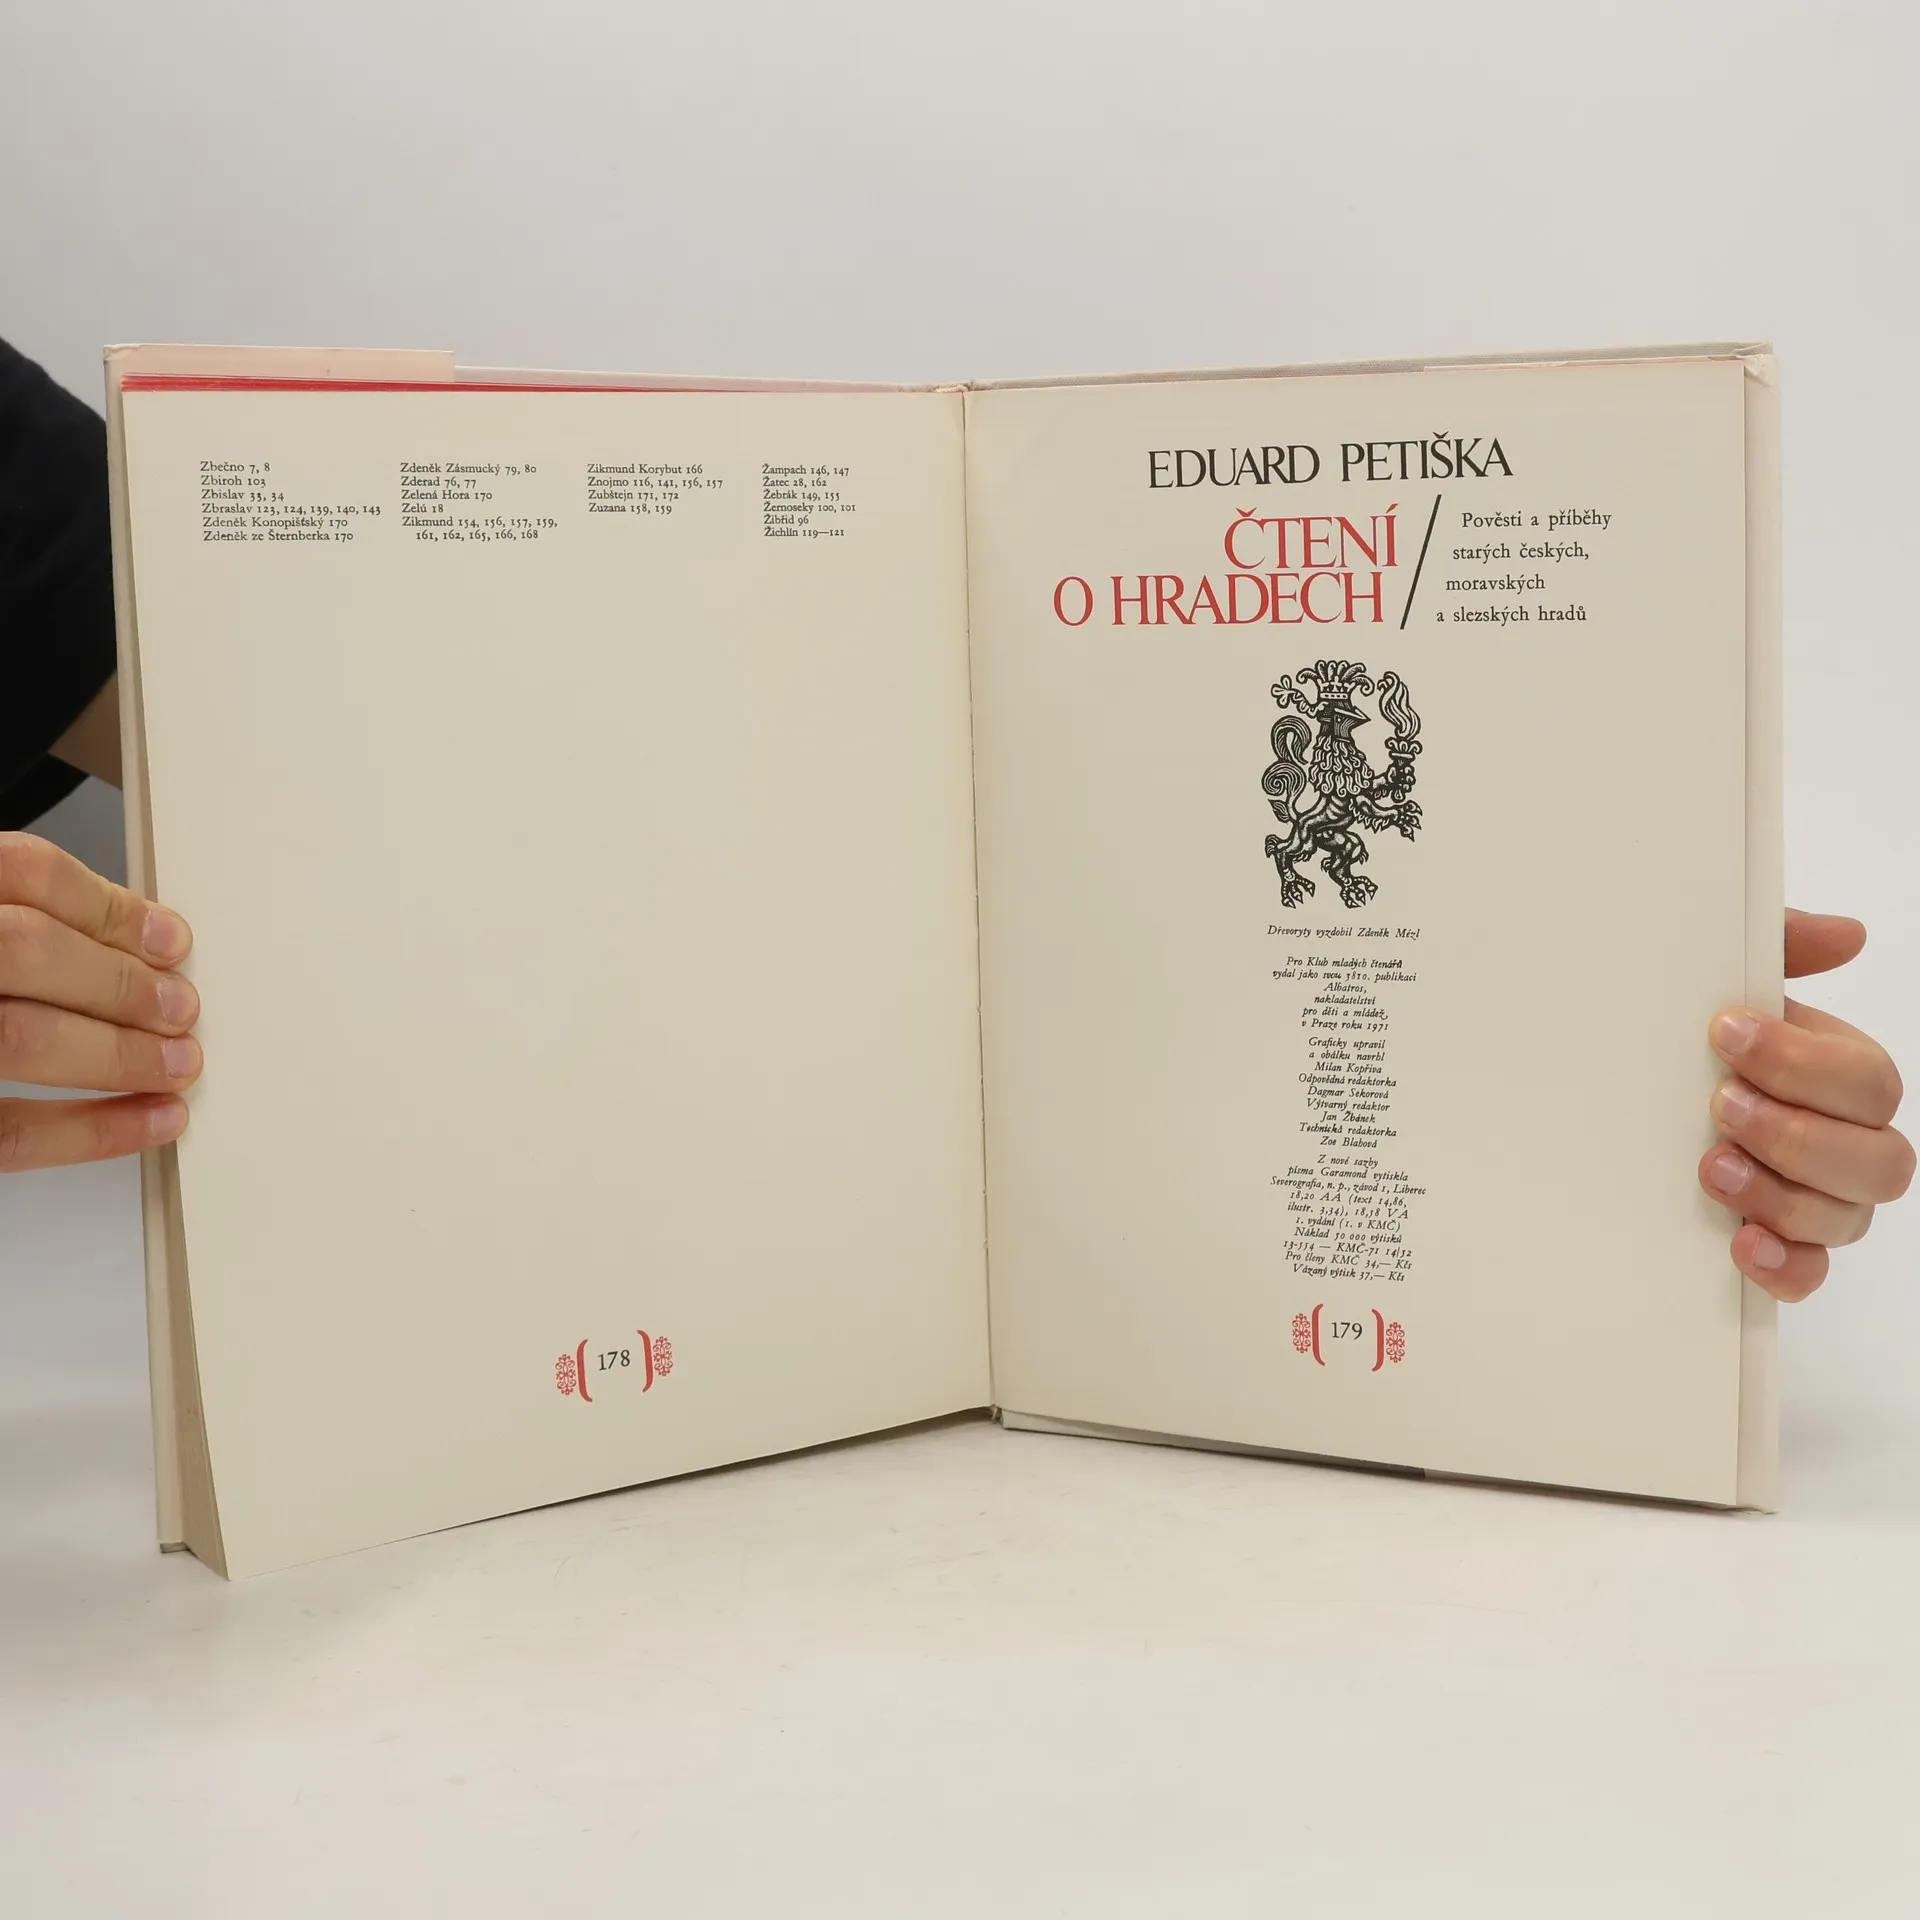 Zbečno 7, 8
Zbiroh 103
Zbislav 33, 34
Zbraslav 123, 124, 139, 140, 143
Zdeněk Konopišťský 170
Zdeněk ze Šternberka 170
Zdeněk Zásmucký 79, 80
Zderad 76, 77
Zelená Hora 170
Zelú 18
Zikmund 154, 156, 157, 159,
161, 162, 165, 166, 168
Zikmund Korybut 166
Znojmo 116, 141, 156, 157
Zubštejn 171, 172
Zuzana 158, 159
Žampach 146, 147
Žatec 28, 162
Žebrák 149, 155
Žernoseky 100, 101
Žibřid 96
Žichlín 119—121
178
EDUARD PETIŠKA
ČTENÍ
O HRADECH
/
Pověsti a příběhy
starých českých,
moravských
a slezských hradů
Dřevoryty vyzdobil Zdeněk Mézl
Pro Klub mladých čtenářů
vydal jako svou 3810. publikaci
Albatros,
nakladatelství
pro děti a mládež,
v Praze roku 1971
Graficky upravil
a obálku navrhl
Milan Kopřiva
Odpovědná redaktorka
Dagmar Sekorová
Výtvarný redaktor
Jan Žbánek
Technická redaktorka
Zoe Blahová
Z nové sazby
písma Garamond vytiskla
Severografia, n. p., závod 1, Liberec
18,20 AA (text 14,86,
ilustr. 3,34), 18,58 VA
1. vydání (1. v KMČ)
Náklad 50 000 výtisků
13-554 — KMČ-71 14/52
Pro členy KMČ 34,— Kčs
Vázaný výtisk 37,— Kčs
179